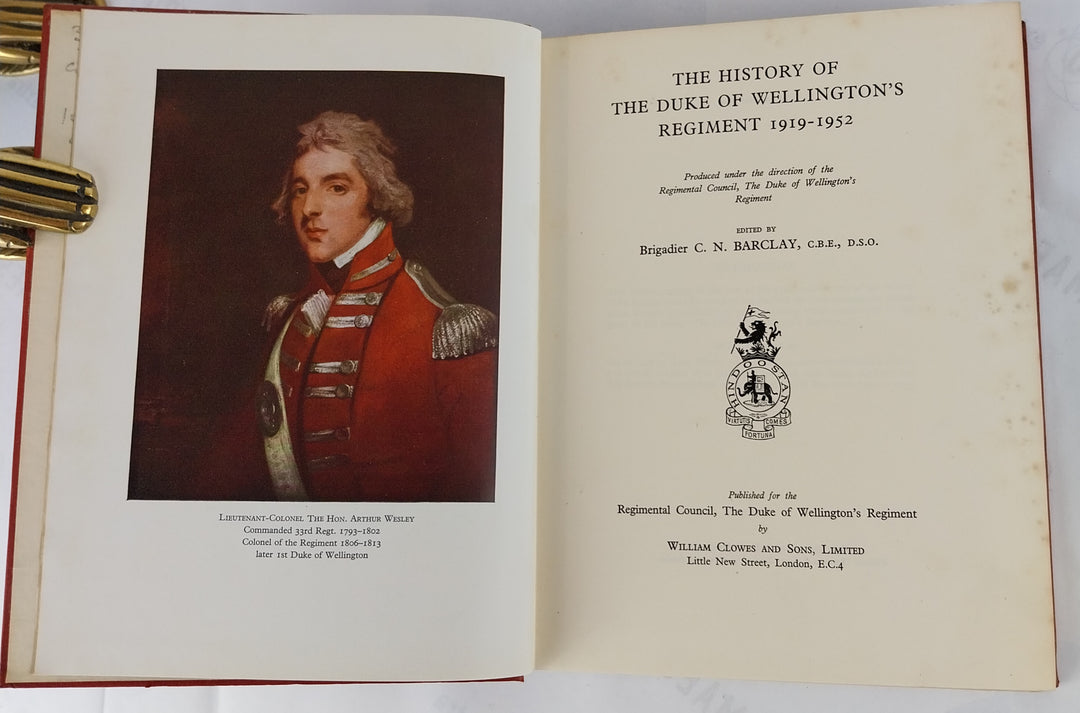 LIEUTENANT-COLONEL THE HON. ARTHUR WESLEY
Commanded 33rd Regt. 1793–1802
Colonel of the Regiment 1806–1813
later 1st Duke of Wellington
THE HISTORY OF
THE DUKE OF WELLINGTON'S
REGIMENT 1919-1952
Produced under the direction of the
Regimental Council, The Duke of Wellington's
Regiment
EDITED BY
Brigadier C. N. BARCLAY, C.B.E., D.S.O.
HINDOOSTAN
VIRTUTIS COMES
FORTUNA
Published for the
Regimental Council, The Duke of Wellington's Regiment
by
WILLIAM CLOWES AND SONS, LIMITED
Little New Street, London, E.C.4